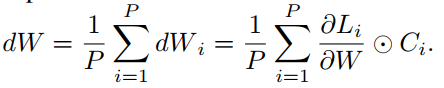 dW = \frac{1}{P} \sum_{i=1}^{P} dW_i = \frac{1}{P} \sum_{i=1}^{P} \frac{\partial L_i}{\partial W} \odot C_i.